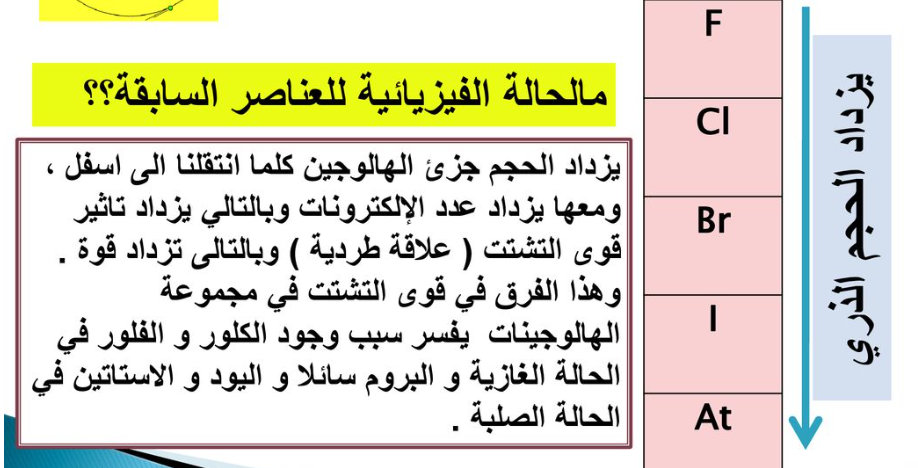 مالحالة الفيزيائية للعناصر السابقة؟؟
يزداد الحجم جزئ الهالوجين كلما انتقلنا الى اسفل ،
ومعها يزداد عدد الإلكترونات وبالتالي يزداد تاثير
قوى التشتت ( علاقة طردية ) وبالتالى تزداد قوة .
وهذا الفرق في قوى التشتت في مجموعة
الهالوجينات يفسر سبب وجود الكلور و الفلور في
الحالة الغازية و البروم سائلا و اليود و الاستاتين في
الحالة الصلبة .
F
Cl
Br
I
At
يزداد الحجم الذري